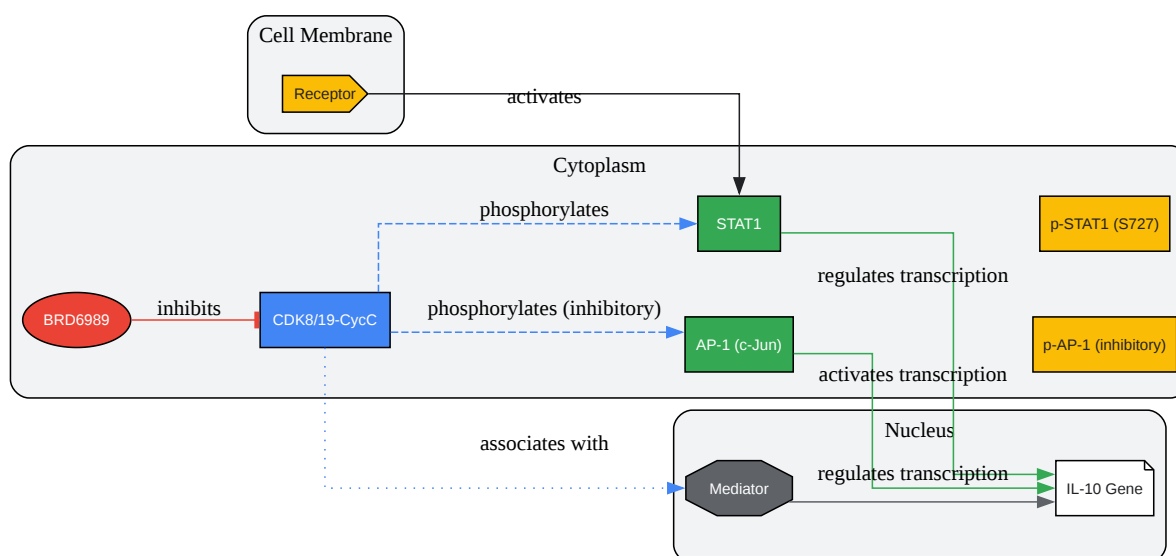 Cell Membrane
Receptor
activates
Cytoplasm
phosphorylates
STAT1
p-STAT1 (S727)
regulates transcription
BRD6989
inhibits
CDK8/19-CycC
phosphorylates (inhibitory)
AP-1 (c-Jun)
p-AP-1 (inhibitory)
activates transcription
Nucleus
associates with
Mediator
regulates transcription
IL-10 Gene